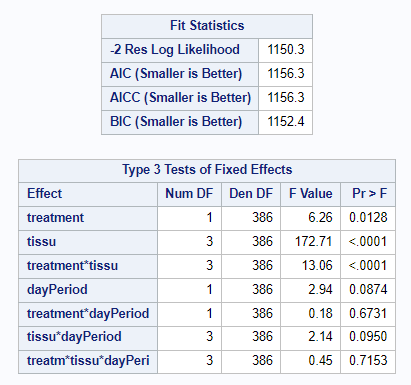 Fit Statistics
-2 Res Log Likelihood 1150.3
AIC (Smaller is Better) 1156.3
AICC (Smaller is Better) 1156.3
BIC (Smaller is Better) 1152.4
Type 3 Tests of Fixed Effects
Effect Num DF Den DF F Value Pr > F
treatment 1 386 6.26 0.0128
tissu 3 386 172.71 <.0001
treatment*tissu 3 386 13.06 <.0001
dayPeriod 1 386 2.94 0.0874
treatment*dayPeriod 1 386 0.18 0.6731
tissu*dayPeriod 3 386 2.14 0.0950
treatm*tissu*dayPeri 3 386 0.45 0.7153